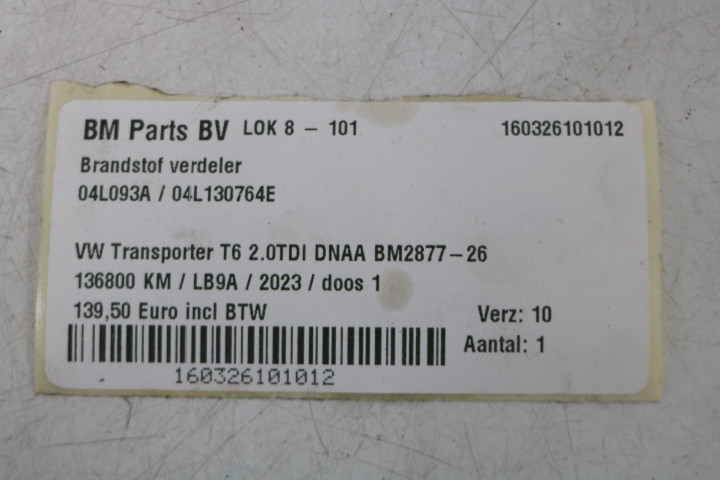 BM Parts BV LOK 8 - 101 160326101012
Brandstof verdeler
04L093A / 04L130764E
VW Transporter T6 2.0TDI DNAA BM2877-26
136800 KM / LB9A / 2023 / doos 1
139,50 Euro incl BTW Verz: 10
Aantal: 1
160326101012